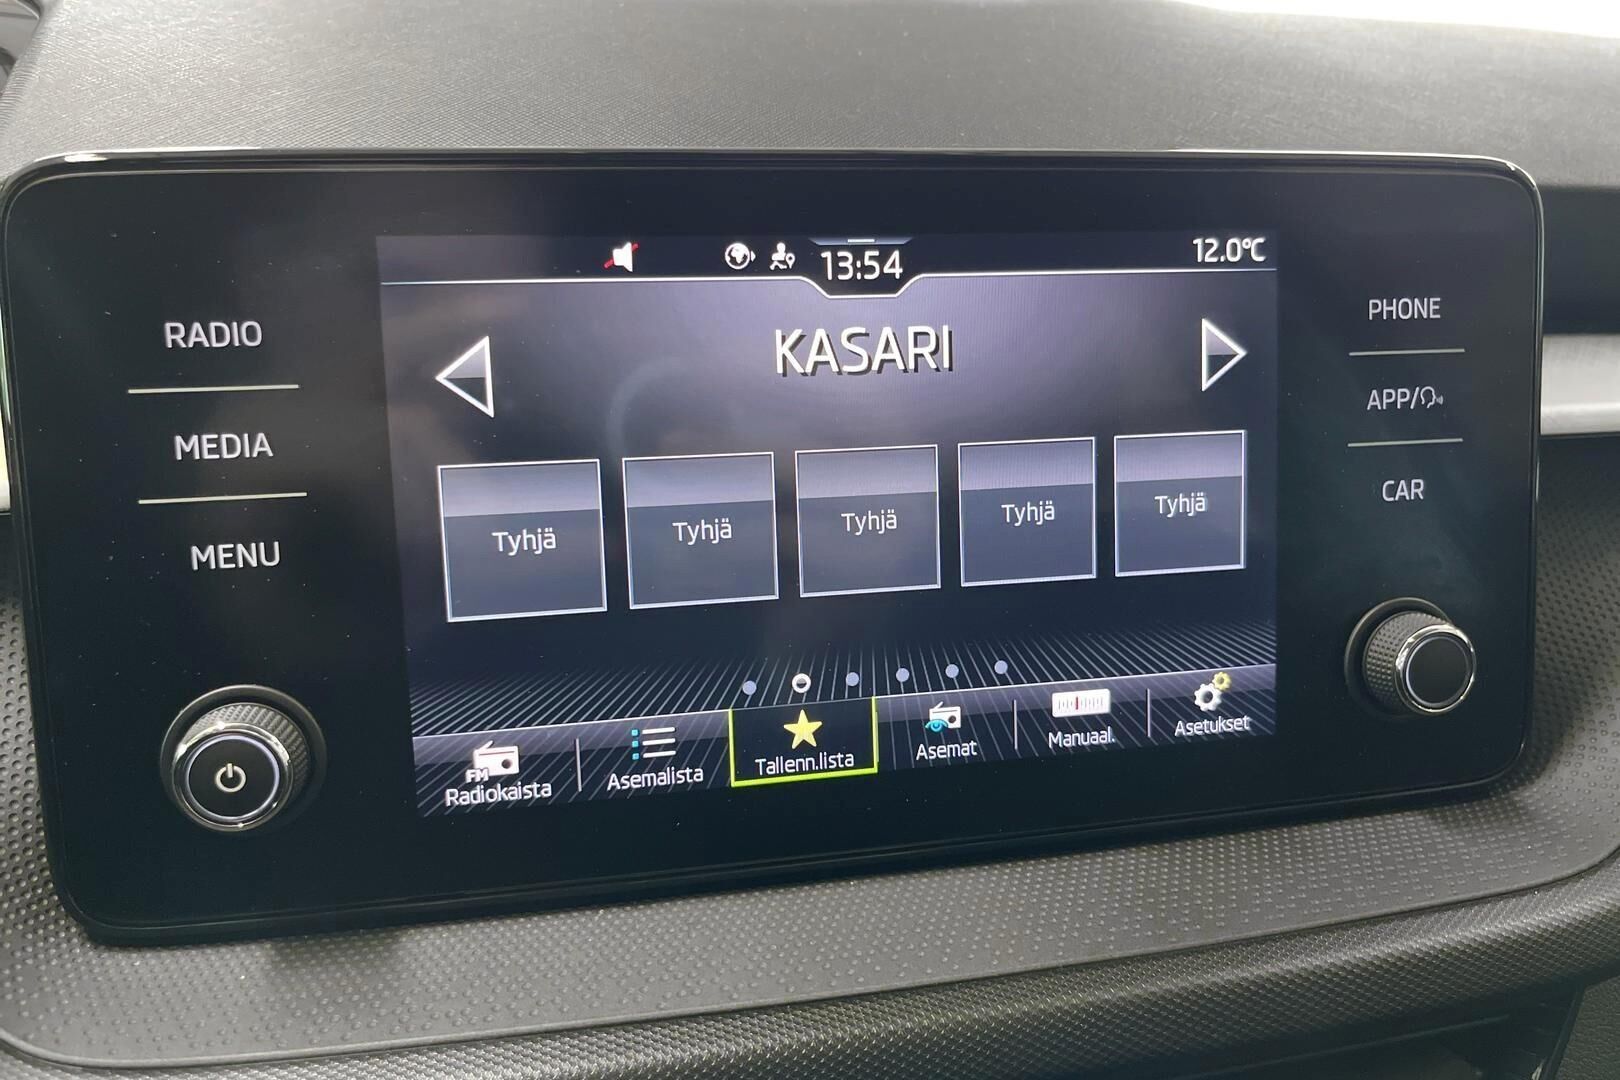 RADIO
MEDIA
MENU
13:54
12.0°C
KASARI
Tyhjä
Tyhjä
Tyhjä
Tyhjä
Tyhjä
FM
Radiokaista
Asemalista
Tallenn.lista
Asemat
Manuaal.
Asetukset
PHONE
APP/
CAR